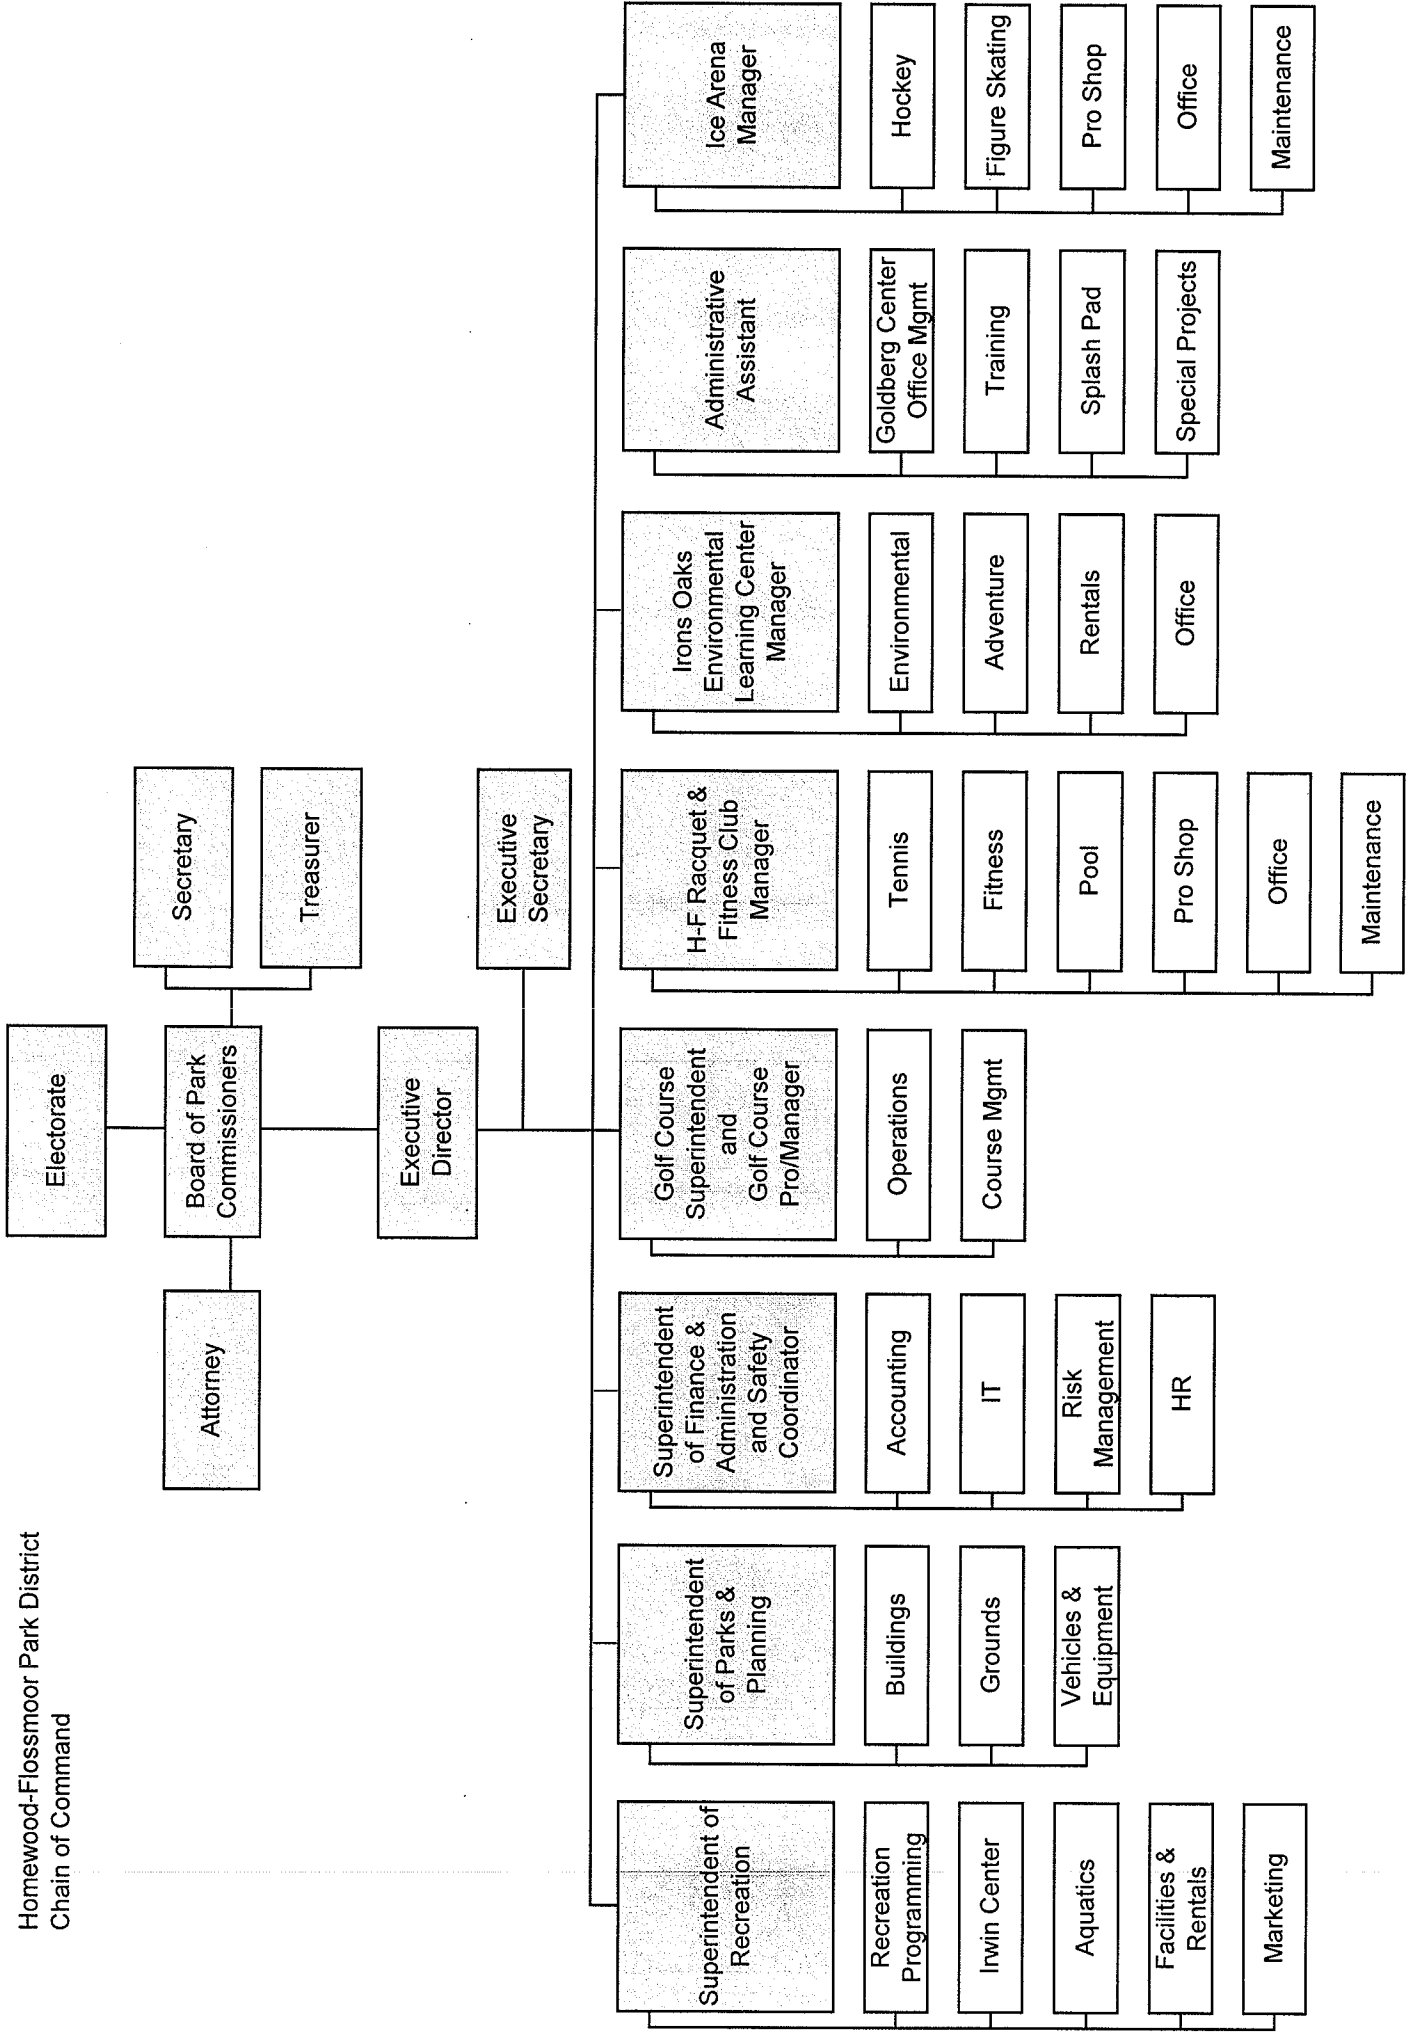 Homewood-Flossmoor Park District
Chain of Command
Electorate
Attorney
Board of Park
Commissioners
Secretary
Treasurer
Executive
Director
Executive
Secretary
Superintendent of
Recreation
Recreation
Programming
Irwin Center
Aquatics
Facilities &
Rentals
Marketing
Superintendent
of Parks &
Planning
Buildings
Grounds
Vehicles &
Equipment
Superintendent
of Finance &
Administration
and Safety
Coordinator
Accounting
IT
Risk
Management
HR
Golf Course
Superintendent
and
Golf Course
Pro/Manager
Operations
Course Mgmt
H-F Racquet &
Fitness Club
Manager
Tennis
Fitness
Pool
Pro Shop
Office
Maintenance
Irons Oaks
Environmental
Learning Center
Manager
Environmental
Adventure
Rentals
Office
Administrative
Assistant
Goldberg Center
Office Mgmt
Training
Splash Pad
Special Projects
Ice Arena
Manager
Hockey
Figure Skating
Pro Shop
Office
Maintenance